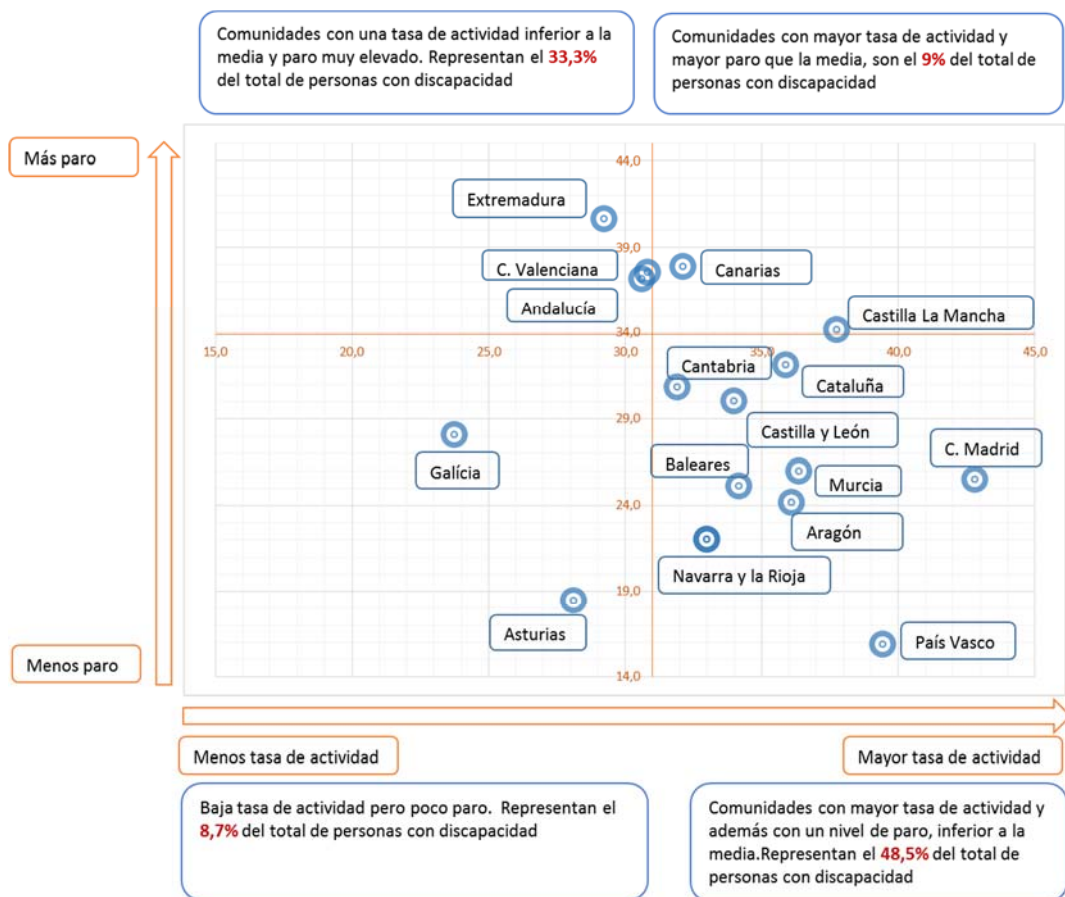 Comunidades con una tasa de actividad inferior a la
media y paro muy elevado. Representan el 33,3%
del total de personas con discapacidad
Comunidades con mayor tasa de actividad y
mayor paro que la media, son el 9% del total de
personas con discapacidad
Más paro
44,0
Extremadura
39,0
C. Valenciana
Canarias
Andalucía
Castilla La Mancha
34,0
15,0
20,0
25,0
30,0
35,0
40,0
45,0
Cantabria
Cataluña
29,0
Castilla y León
C. Madrid
Galícia
Baleares
Murcia
24,0
Aragón
Navarra y la Rioja
19,0
Asturias
País Vasco
Menos paro
14,0
Menos tasa de actividad
Mayor tasa de actividad
Baja tasa de actividad pero poco paro. Representan el
8,7% del total de personas con discapacidad
Comunidades con mayor tasa de actividad y
además con un nivel de paro, inferior a la
media.Representan el 48,5% del total de
personas con discapacidad